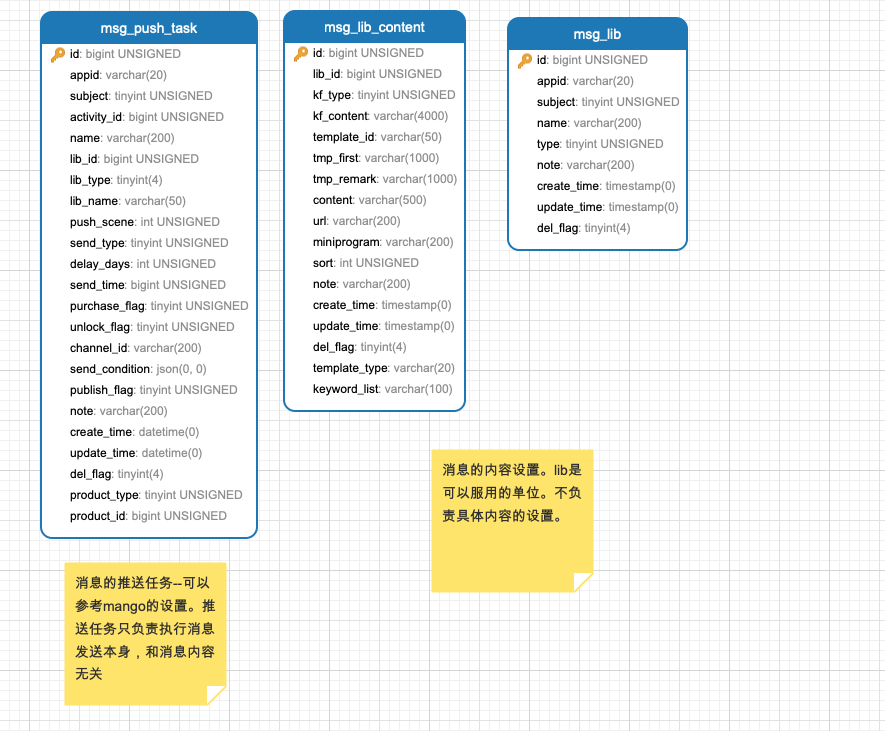 msg_push_task
id: bigint UNSIGNED
appid: varchar(20)
subject: tinyint UNSIGNED
activity_id: bigint UNSIGNED
name: varchar(200)
lib_id: bigint UNSIGNED
lib_type: tinyint(4)
lib_name: varchar(50)
push_scene: int UNSIGNED
send_type: tinyint UNSIGNED
delay_days: int UNSIGNED
send_time: bigint UNSIGNED
purchase_flag: tinyint UNSIGNED
unlock_flag: tinyint UNSIGNED
channel_id: varchar(200)
send_condition: json(0, 0)
publish_flag: tinyint UNSIGNED
note: varchar(200)
create_time: datetime(0)
update_time: datetime(0)
del_flag: tinyint(4)
product_type: tinyint UNSIGNED
product_id: bigint UNSIGNED
msg_lib_content
id: bigint UNSIGNED
lib_id: bigint UNSIGNED
kf_type: tinyint UNSIGNED
kf_content: varchar(4000)
template_id: varchar(50)
tmp_first: varchar(1000)
tmp_remark: varchar(1000)
content: varchar(500)
url: varchar(200)
miniprogram: varchar(200)
sort: int UNSIGNED
note: varchar(200)
create_time: timestamp(0)
update_time: timestamp(0)
del_flag: tinyint(4)
template_type: varchar(20)
keyword_list: varchar(100)
msg_lib
id: bigint UNSIGNED
appid: varchar(20)
subject: tinyint UNSIGNED
name: varchar(200)
type: tinyint UNSIGNED
note: varchar(200)
create_time: timestamp(0)
update_time: timestamp(0)
del_flag: tinyint(4)
消息的内容设置。lib是
可以服用的单位。不负
责具体内容的设置。
消息的推送任务--可以
参考mango的设置。推
送任务只负责执行消息
发送本身，和消息内容
无关